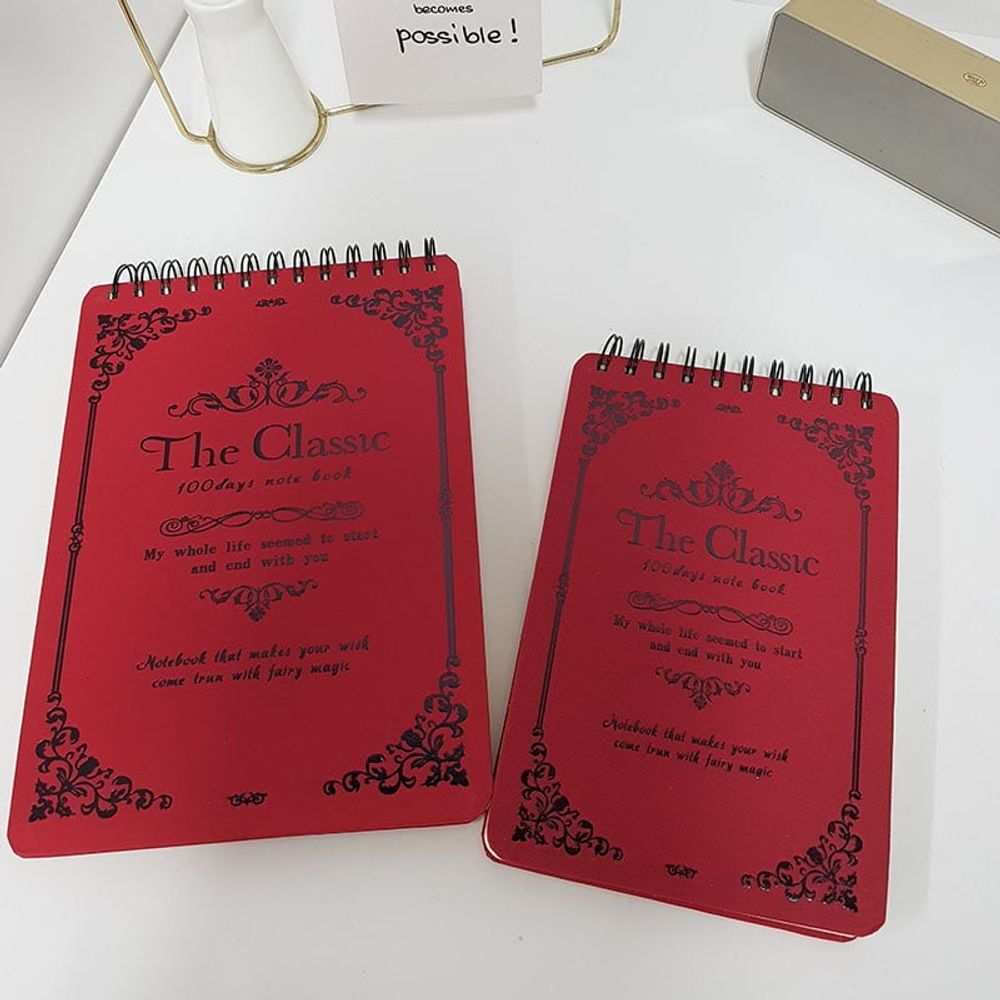 becomes
possible!
The Classic
100days note book
My whole life seemed to start
and end with you
Notebook that makes your wish
come trun with fairy magic
The Classic
100days note book
My whole life seemed to start
and end with you
Notebook that makes your wish
come trun with fairy magic